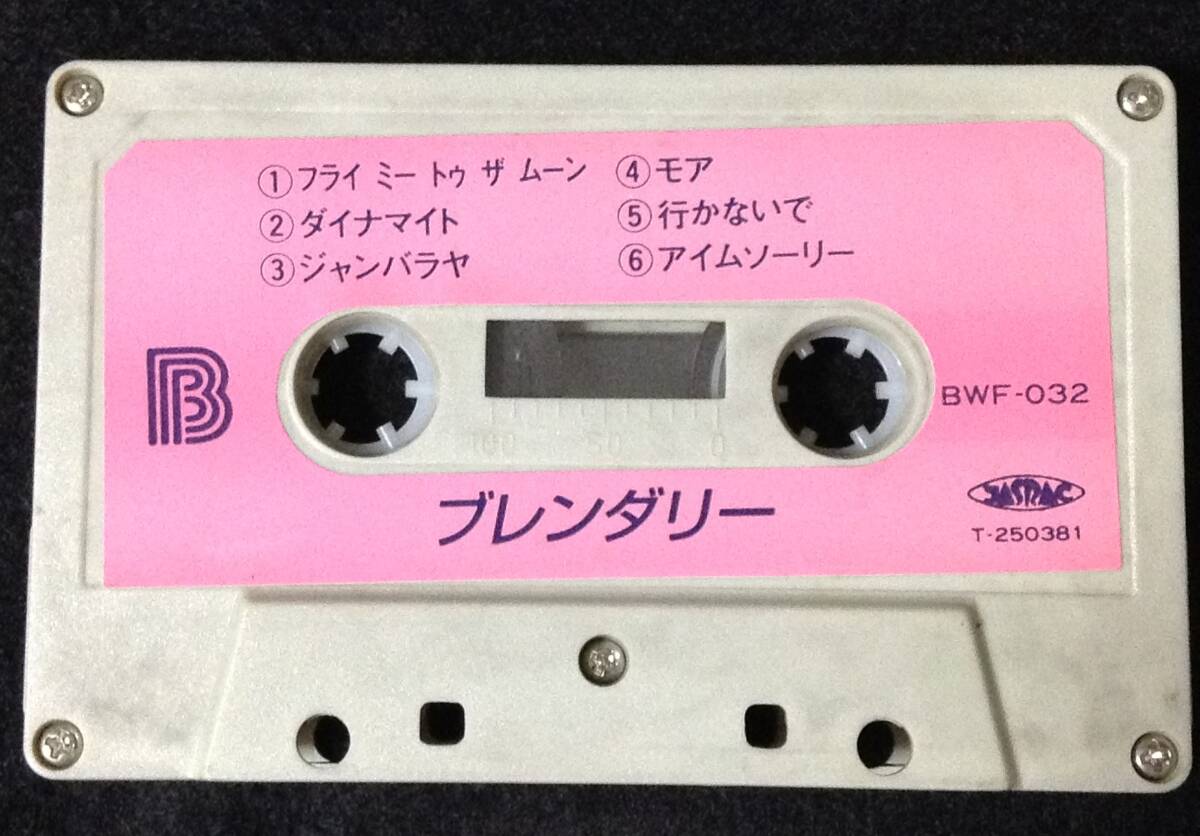 ①フライ ミー トゥ ザ ムーン
②ダイナマイト
③ジャンバラヤ
④モア
⑤行かないで
⑥アイムソーリー
B
BWF-032
100 50 0
ブレンダリー
JASRAC
T-250381